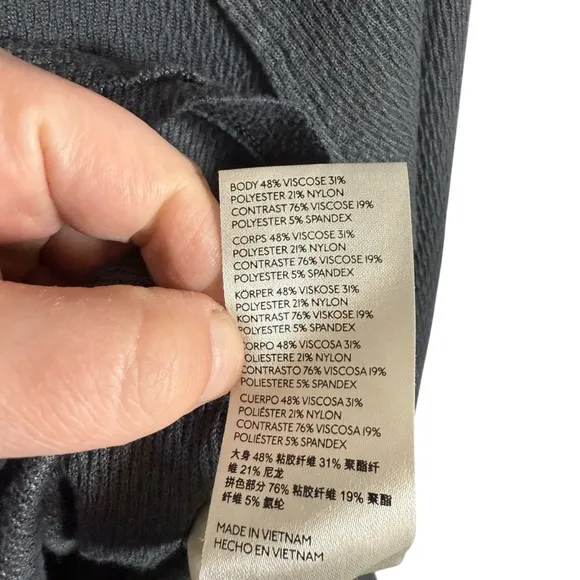 BODY 48% VISCOSE 31%
POLYESTER 21% NYLON
CONTRAST 76% VISCOSE 19%
POLYESTER 5% SPANDEX
CORPS 48% VISCOSE 31%
POLYESTER 21% NYLON
CONTRASTE 76% VISCOSE 19%
POLYESTER 5% SPANDEX
KÖRPER 48% VISKOSE 31%
POLYESTER 21% NYLON
KONTRAST 76% VISKOSE 19%
POLYESTER 5% SPANDEX
CORPO 48% VISCOSA 31%
POLIESTERE 21% NYLON
CONTRASTO 76% VISCOSA 19%
POLIESTERE 5% SPANDEX
CUERPO 48% VISCOSA 31%
POLIÉSTER 21% NYLON
CONTRASTE 76% VISCOSA 19%
POLIÉSTER 5% SPANDEX
大身 48% 粘胶纤维 31% 聚酯纤
维 21% 尼龙
拼色部分 76% 粘胶纤维 19% 聚酯
纤维 5% 氨纶
MADE IN VIETNAM
HECHO EN VIETNAM